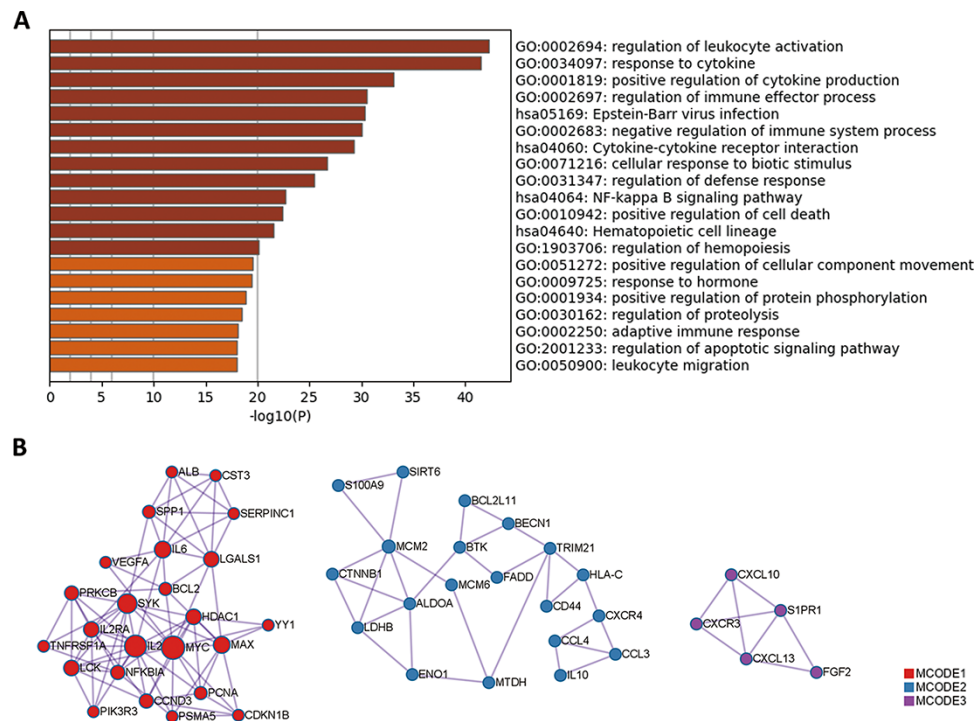 A
GO:0002694: regulation of leukocyte activation
GO:0034097: response to cytokine
GO:0001819: positive regulation of cytokine production
GO:0002697: regulation of immune effector process
hsa05169: Epstein-Barr virus infection
GO:0002683: negative regulation of immune system process
hsa04060: Cytokine-cytokine receptor interaction
GO:0071216: cellular response to biotic stimulus
GO:0031347: regulation of defense response
hsa04064: NF-kappa B signaling pathway
GO:0010942: positive regulation of cell death
hsa04640: Hematopoietic cell lineage
GO:1903706: regulation of hemopoiesis
GO:0051272: positive regulation of cellular component movement
GO:0009725: response to hormone
GO:0001934: positive regulation of protein phosphorylation
GO:0030162: regulation of proteolysis
GO:0002250: adaptive immune response
GO:2001233: regulation of apoptotic signaling pathway
GO:0050900: leukocyte migration
0 5 10 15 20 25 30 35 40
-log10(P)
B
ALB
CST3
SPP1
SERPINC1
IL6
LGALS1
VEGFA
BCL2
PRKCB
SYK
HDAC1
YY1
IL2RA
TNFRSF1A
IL2
MYC
MAX
LCK
NFKBIA
PCNA
CCND3
PIK3R3
PSMA5
CDKN1B
SIRT6
S100A9
BCL2L11
BECN1
MCM2
BTK
TRIM21
CTNNB1
MCM6
FADD
HLA-C
ALDOA
CD44
CXCR4
LDHB
CCL4
CCL3
ENO1
MTDH
IL10
CXCL10
S1PR1
CXCR3
CXCL13
FGF2
MCODE1
MCODE2
MCODE3